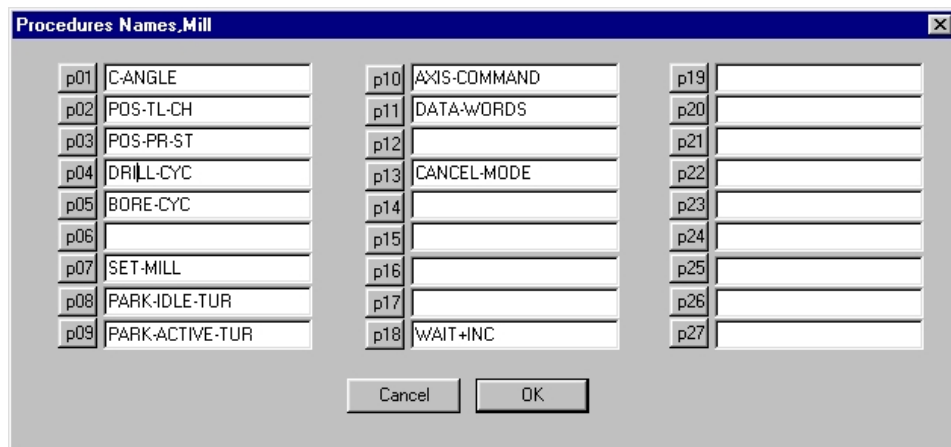 Procedures Names,Mill
p01 C-ANGLE
p02 POS-TL-CH
p03 POS-PR-ST
p04 DRILL-CYC
p05 BORE-CYC
p06
p07 SET-MILL
p08 PARK-IDLE-TUR
p09 PARK-ACTIVE-TUR
p10 AXIS-COMMAND
p11 DATA-WORDS
p12
p13 CANCEL-MODE
p14
p15
p16
p17
p18 WAIT+INC
p19
p20
p21
p22
p23
p24
p25
p26
p27
Cancel OK